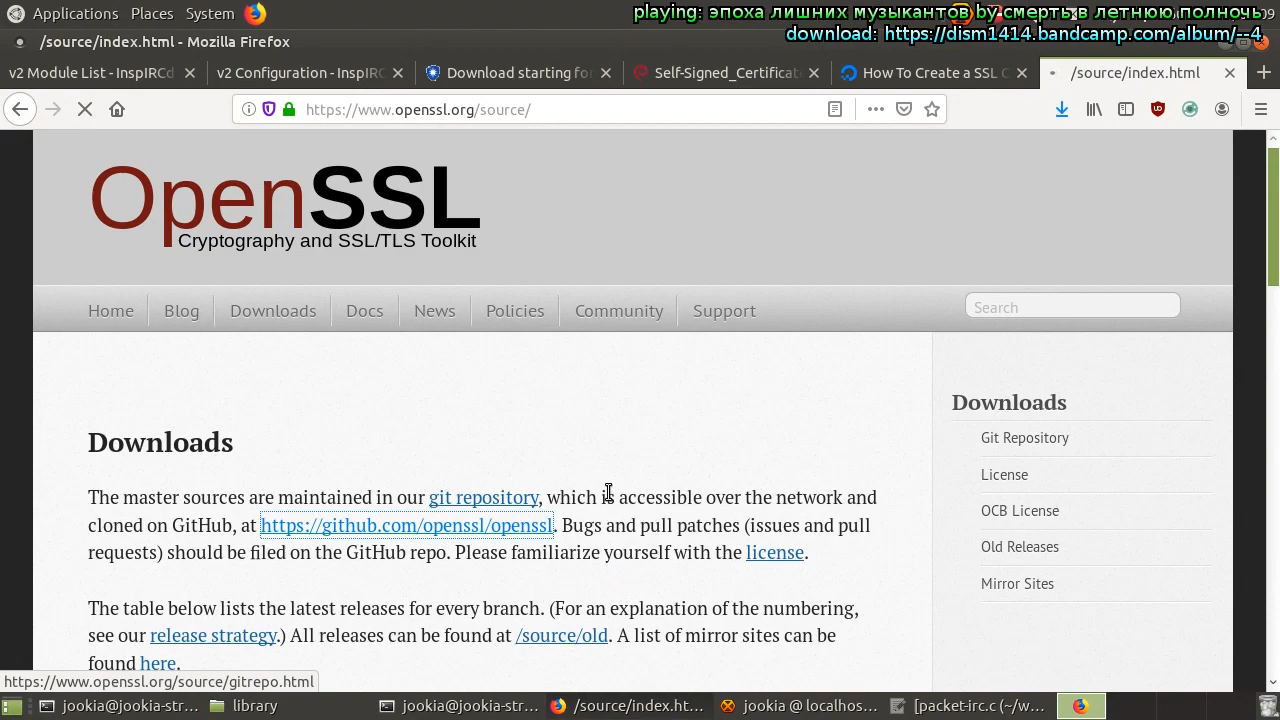 Applications Places System
playing: эпоха лишних музыкантов by смерть в летнюю полночь
download: https://dism1414.bandcamp.com/album/--4
/source/index.html - Mozilla Firefox
v2 Module List - InspIRCd
v2 Configuration - InspIRC
Download starting for
Self-Signed_Certificat
How To Create a SSL C
/source/index.html
https://www.openssl.org/source/
OpenSSL
Cryptography and SSL/TLS Toolkit
Home Blog Downloads Docs News Policies Community Support
Search
Downloads
The master sources are maintained in our git repository, which is accessible over the network and
cloned on GitHub, at https://github.com/openssl/openssl. Bugs and pull patches (issues and pull
requests) should be filed on the GitHub repo. Please familiarize yourself with the license.
The table below lists the latest releases for every branch. (For an explanation of the numbering,
see our release strategy.) All releases can be found at /source/old. A list of mirror sites can be
found here.
Downloads
Git Repository
License
OCB License
Old Releases
Mirror Sites
https://www.openssl.org/source/gitrepo.html
jookia@jookia-str...
library
jookia@jookia-str...
/source/index.ht...
jookia @ localhos...
[packet-irc.c (~/w...